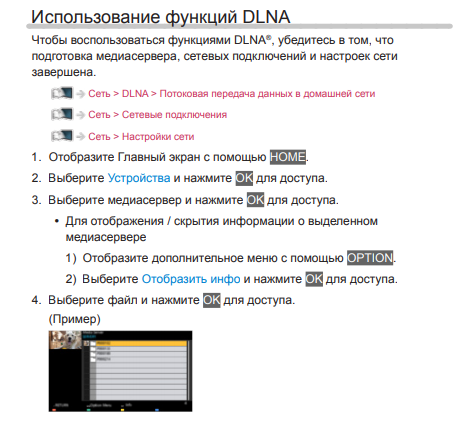 Использование функций DLNA
Чтобы воспользоваться функциями DLNA®, убедитесь в том, что
подготовка медиасервера, сетевых подключений и настроек сети
завершена.
Сеть > DLNA > Потоковая передача данных в домашней сети
Сеть > Сетевые подключения
Сеть > Настройки сети
1. Отобразите Главный экран с помощью HOME.
2. Выберите Устройства и нажмите OK для доступа.
3. Выберите медиасервер и нажмите OK для доступа.
• Для отображения / скрытия информации о выделенном
медиасервере
1) Отобразите дополнительное меню с помощью OPTION.
2) Выберите Отобразить инфо и нажмите OK для доступа.
4. Выберите файл и нажмите OK для доступа.
(Пример)